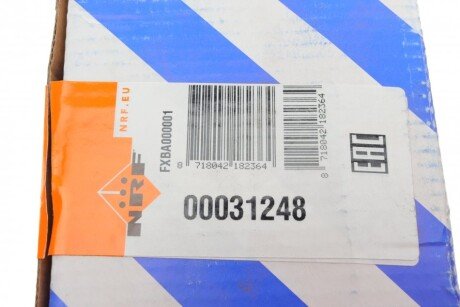 NRF.EU
NRF
FXBA000001
8 718042 182364
8 718042 182364
EAC
00031248